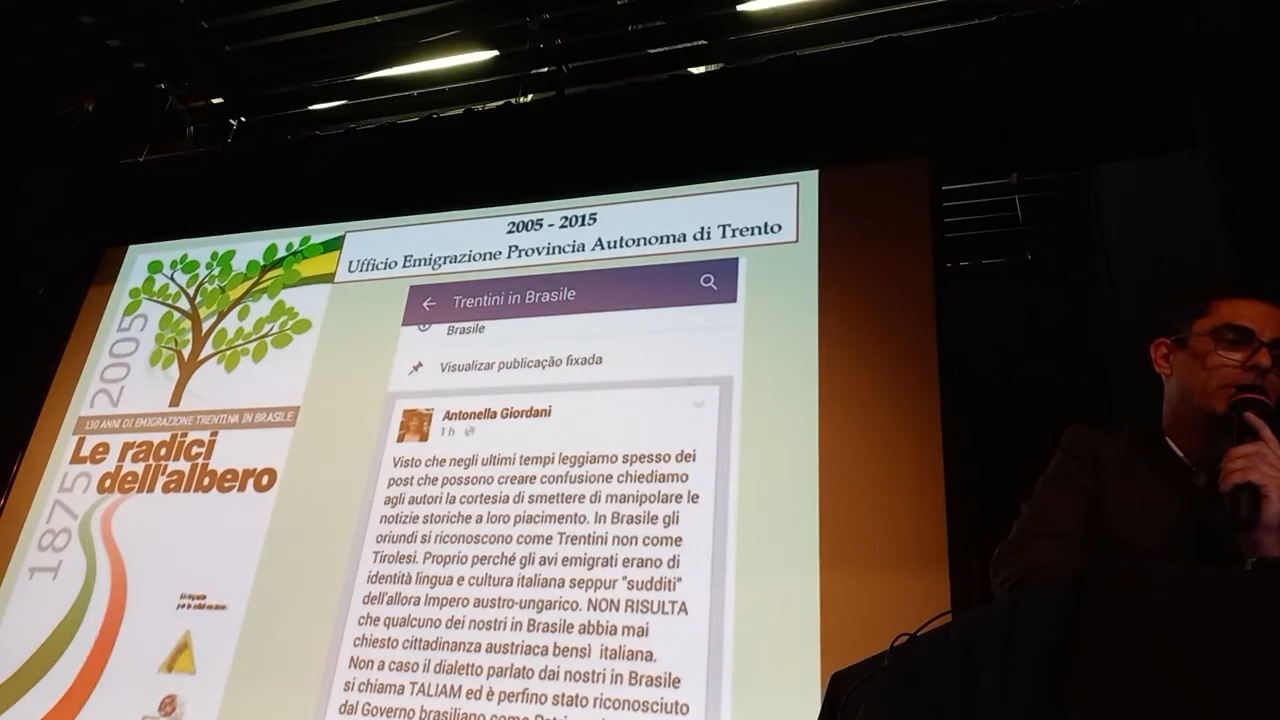 2005 - 2015
Ufficio Emigrazione Provincia Autonoma di Trento
2005
130 ANNI DI EMIGRAZIONE TRENTINA IN BRASILE
Le radici
dell'albero
1875
Trentini in Brasile
Brasile
Visualizar publicação fixada
Antonella Giordani
1 h
Visto che negli ultimi tempi leggiamo spesso dei
post che possono creare confusione chiediamo
agli autori la cortesia di smettere di manipolare le
notizie storiche a loro piacimento. In Brasile gli
oriundi si riconoscono come Trentini non come
Tirolesi. Proprio perché gli avi emigrati erano di
identità lingua e cultura italiana seppur "sudditi"
dell'allora Impero austro-ungarico. NON RISULTA
che qualcuno dei nostri in Brasile abbia mai
chiesto cittadinanza austriaca bensì italiana.
Non a caso il dialetto parlato dai nostri in Brasile
si chiama TALIAM ed è perfino stato riconosciuto
dal Governo brasiliano come